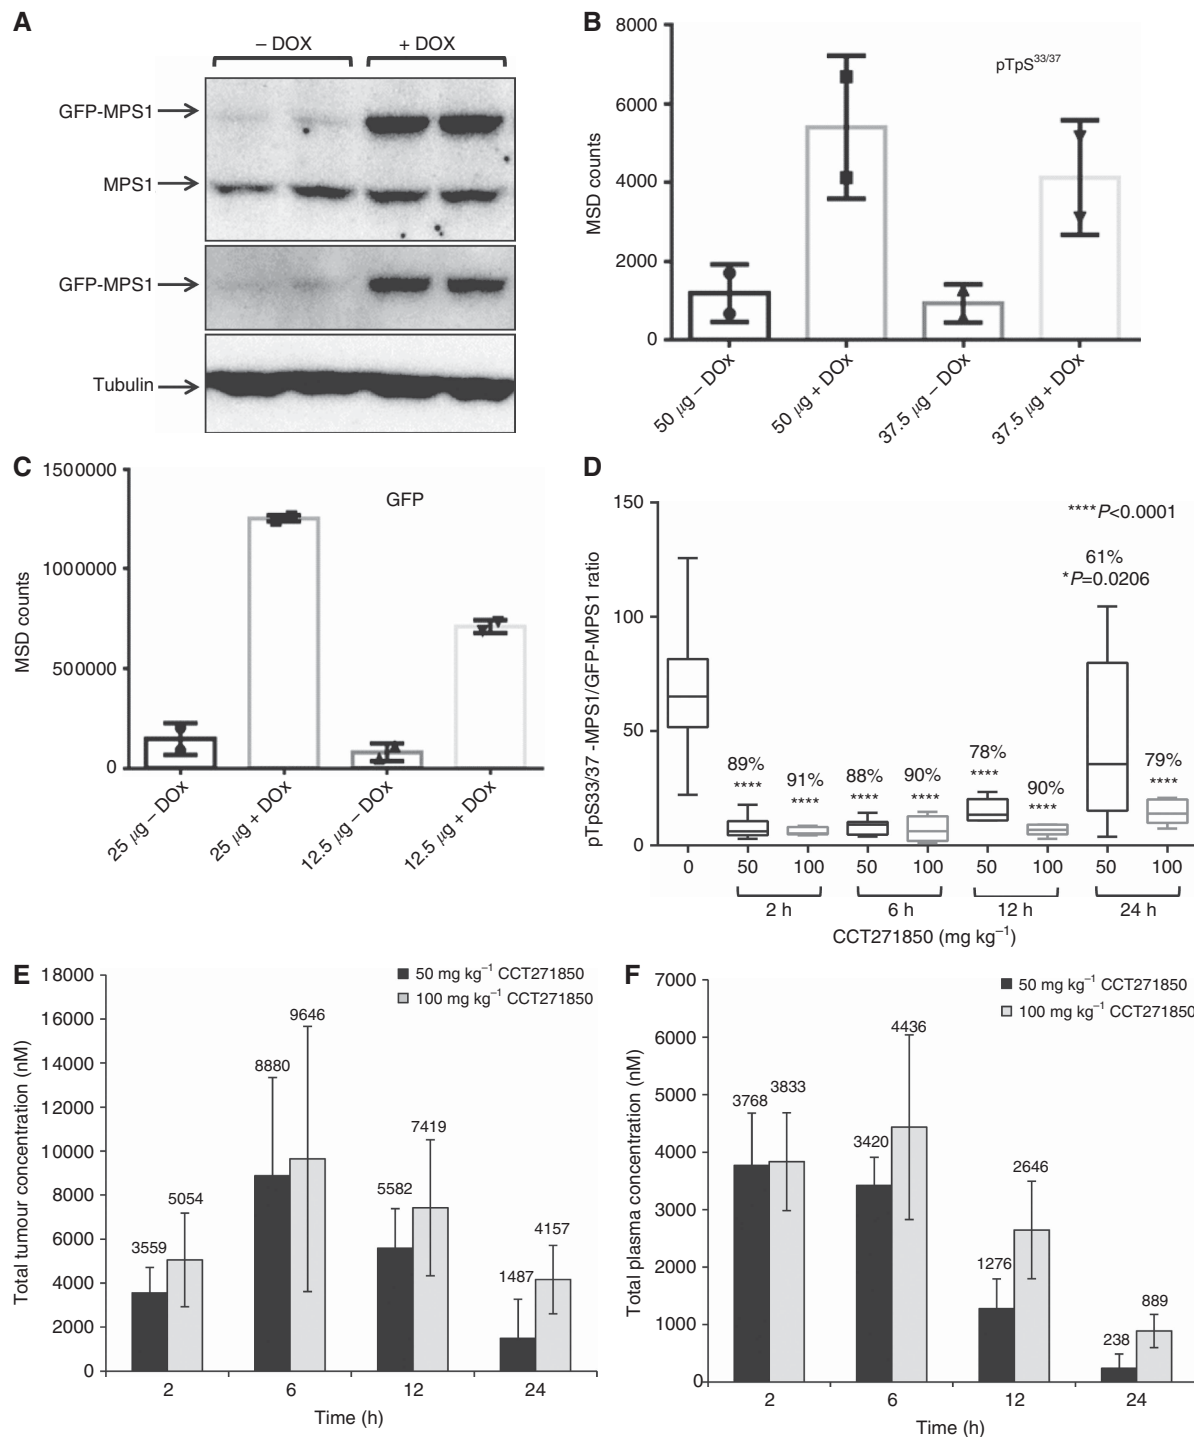 A
– DOX
+ DOX
GFP-MPS1
MPS1
GFP-MPS1
Tubulin
B
pTpS33/37
MSD counts
8000
6000
4000
2000
0
50 µg – DOx
50 µg + DOx
37.5 µg – DOx
37.5 µg + DOx
C
GFP
MSD counts
1500000
1000000
500000
0
25 µg – DOx
25 µg + DOx
12.5 µg – DOx
12.5 µg + DOx
D
pTpS33/37 -MPS1/GFP-MPS1 ratio
150
100
50
0
****P<0.0001
61%
*P=0.0206
89%
****
91%
****
88%
****
90%
****
78%
****
90%
****
79%
****
0 50 100 50 100 50 100 50 100
2 h 6 h 12 h 24 h
CCT271850 (mg kg–1)
E
50 mg kg–1 CCT271850
100 mg kg–1 CCT271850
Total tumour concentration (nM)
18000
16000
14000
12000
10000
8000
6000
4000
2000
0
3559
5054
8880
9646
5582
7419
1487
4157
2 6 12 24
Time (h)
F
50 mg kg–1 CCT271850
100 mg kg–1 CCT271850
Total plasma concentration (nM)
7000
6000
5000
4000
3000
2000
1000
0
3768
3833
3420
4436
1276
2646
238
889
2 6 12 24
Time (h)